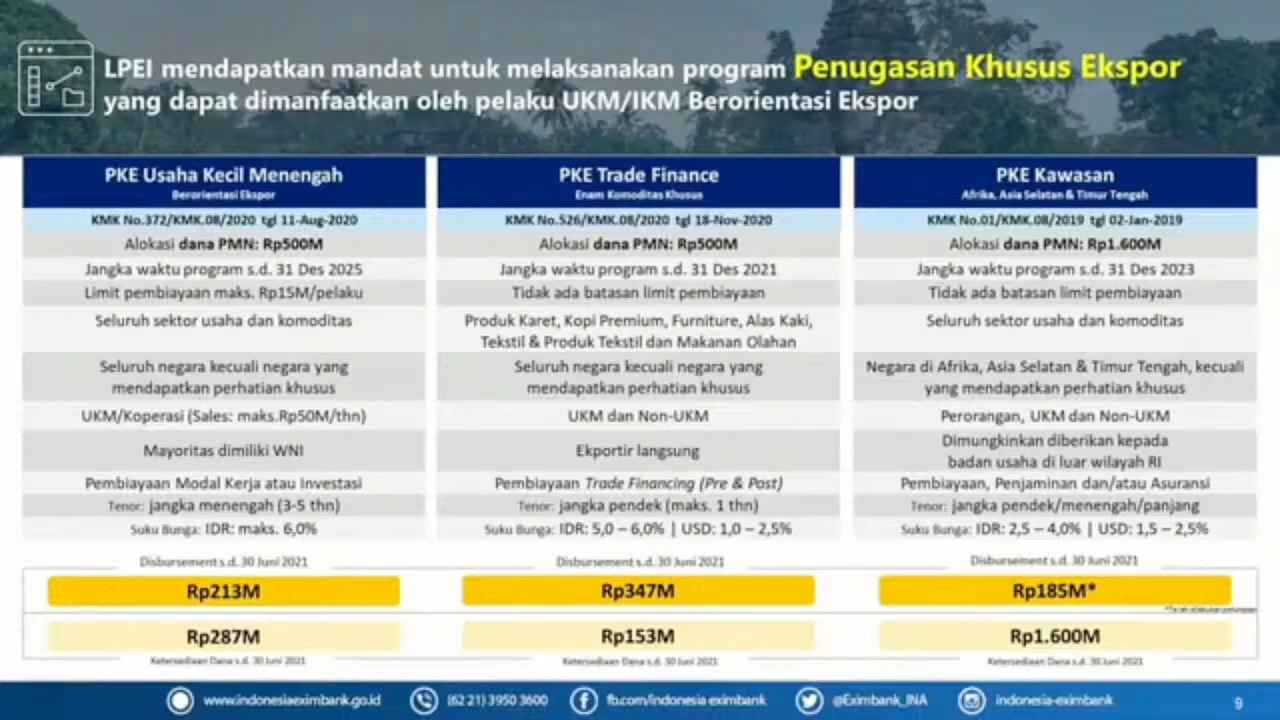 LPEI mendapatkan mandat untuk melaksanakan program Penugasan Khusus Ekspor
yang dapat dimanfaatkan oleh pelaku UKM/IKM Berorientasi Ekspor
PKE Usaha Kecil Menengah
Berorientasi Ekspor
KMK No.372/KMK.08/2020 tgl 11-Aug-2020
Alokasi dana PMN: Rp500M
Jangka waktu program s.d. 31 Des 2025
Limit pembiayaan maks. Rp15M/pelaku
Seluruh sektor usaha dan komoditas
Seluruh negara kecuali negara yang
mendapatkan perhatian khusus
UKM/Koperasi (Sales: maks.Rp50M/thn)
Mayoritas dimiliki WNI
Pembiayaan Modal Kerja atau Investasi
Tenor: jangka menengah (3-5 thn)
Suku Bunga: IDR: maks. 6,0%
Disbursement s.d. 30 Juni 2021
Rp213M
Rp287M
Ketersediaan Dana s.d. 30 Juni 2021
PKE Trade Finance
Enam Komoditas Khusus
KMK No.526/KMK.08/2020 tgl 18-Nov-2020
Alokasi dana PMN: Rp500M
Jangka waktu program s.d. 31 Des 2021
Tidak ada batasan limit pembiayaan
Produk Karet, Kopi Premium, Furniture, Alas Kaki,
Tekstil & Produk Tekstil dan Makanan Olahan
Seluruh negara kecuali negara yang
mendapatkan perhatian khusus
UKM dan Non-UKM
Eksportir langsung
Pembiayaan Trade Financing (Pre & Post)
Tenor: jangka pendek (maks. 1 thn)
Suku Bunga: IDR: 5,0 – 6,0% | USD: 1,0 – 2,5%
Disbursement s.d. 30 Juni 2021
Rp347M
Rp153M
Ketersediaan Dana s.d. 30 Juni 2021
PKE Kawasan
Afrika, Asia Selatan & Timur Tengah
KMK No.01/KMK.08/2019 tgl 02-Jan-2019
Alokasi dana PMN: Rp1.600M
Jangka waktu program s.d. 31 Des 2023
Tidak ada batasan limit pembiayaan
Seluruh sektor usaha dan komoditas
Negara di Afrika, Asia Selatan & Timur Tengah, kecuali
yang mendapatkan perhatian khusus
Perorangan, UKM dan Non-UKM
Dimungkinkan diberikan kepada
badan usaha di luar wilayah RI
Pembiayaan, Penjaminan dan/atau Asuransi
Tenor: jangka pendek/menengah/panjang
Suku Bunga: IDR: 2,5 – 4,0% | USD: 1,5 – 2,5%
Disbursement s.d. 30 Juni 2021
Rp185M*
Rp1.600M
Ketersediaan Dana s.d. 30 Juni 2021
www.indonesiaeximbank.go.id
(62 21) 3950 3600
fb.com/indonesia eximbank
@Eximbank_INA
indonesia-eximbank
9